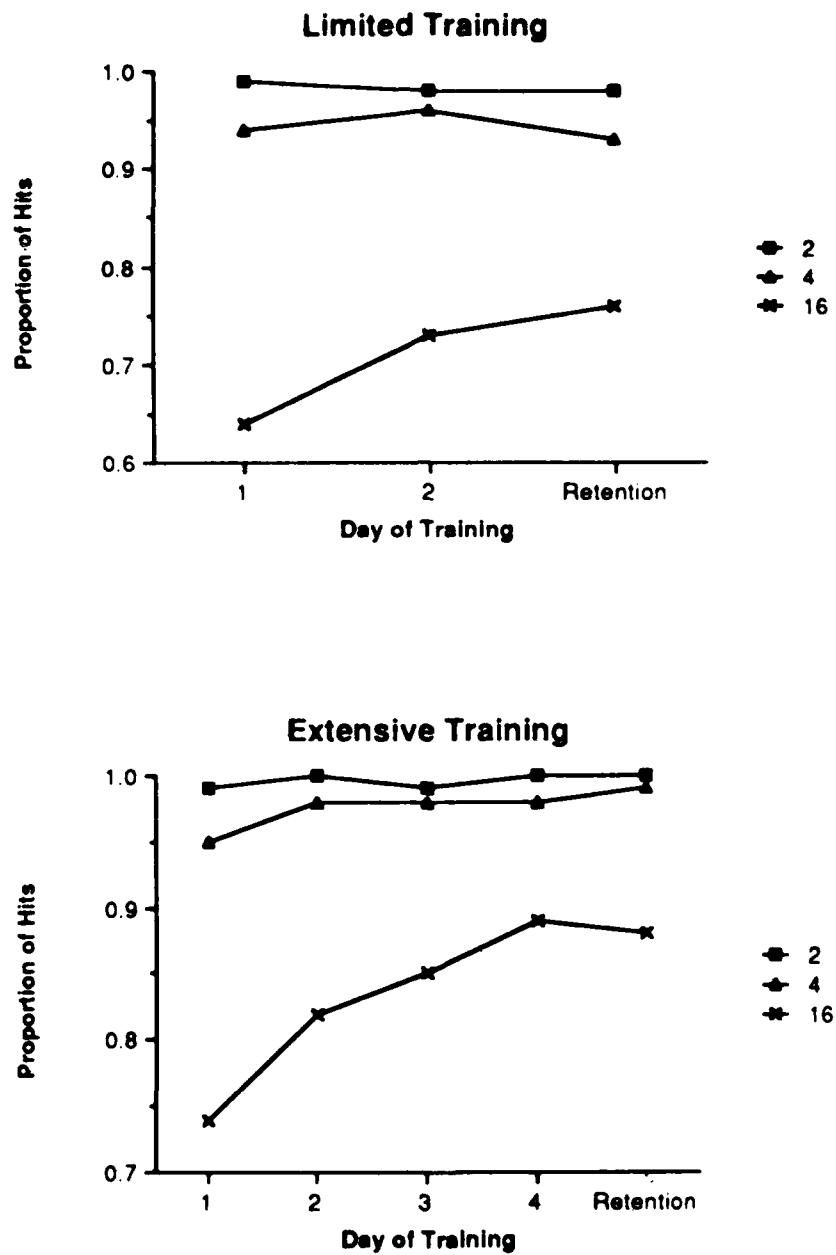 Limited Training
1.0
0.9
0.8
0.7
0.6
Proportion of Hits
1 2 Retention
Day of Training
2
4
16
Extensive Training
1.0
0.9
0.8
0.7
Proportion of Hits
1 2 3 4 Retention
Day of Training
2
4
16